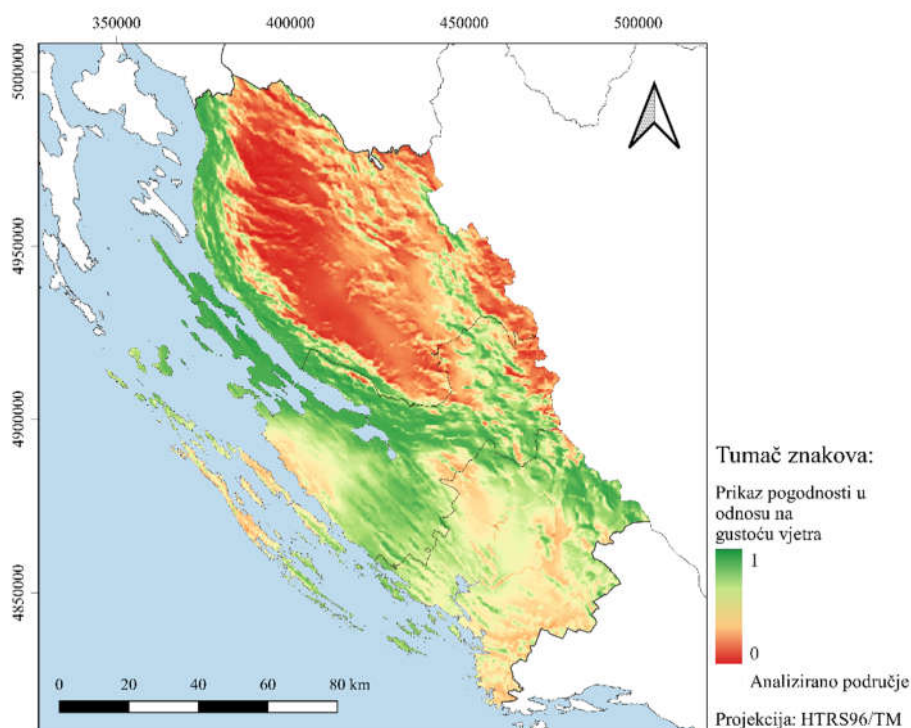 350000 400000 450000 500000
5000000
4950000
4900000
4850000
Tumač znakova:
Prikaz pogodnosti u
odnosu na
gustoću vjetra
1
0
Analizirano područje
0 20 40 60 80 km
Projekcija: HTRS96/TM